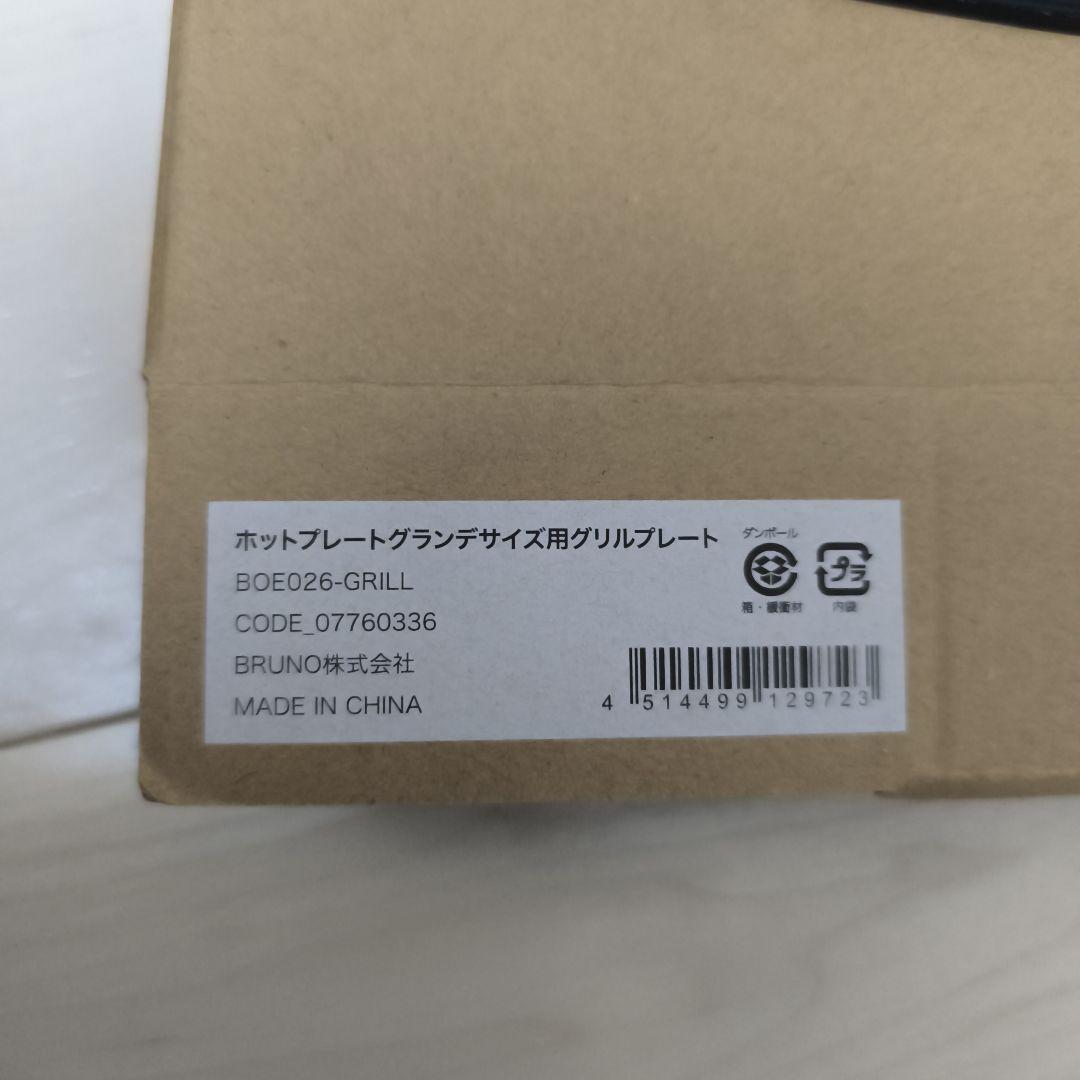 ホットプレートグランデサイズ用グリルプレート
BOE026-GRILL
CODE_07760336
BRUNO株式会社
MADE IN CHINA
ダンボール
箱・緩衝材
プラ
内袋
4 514499 129723